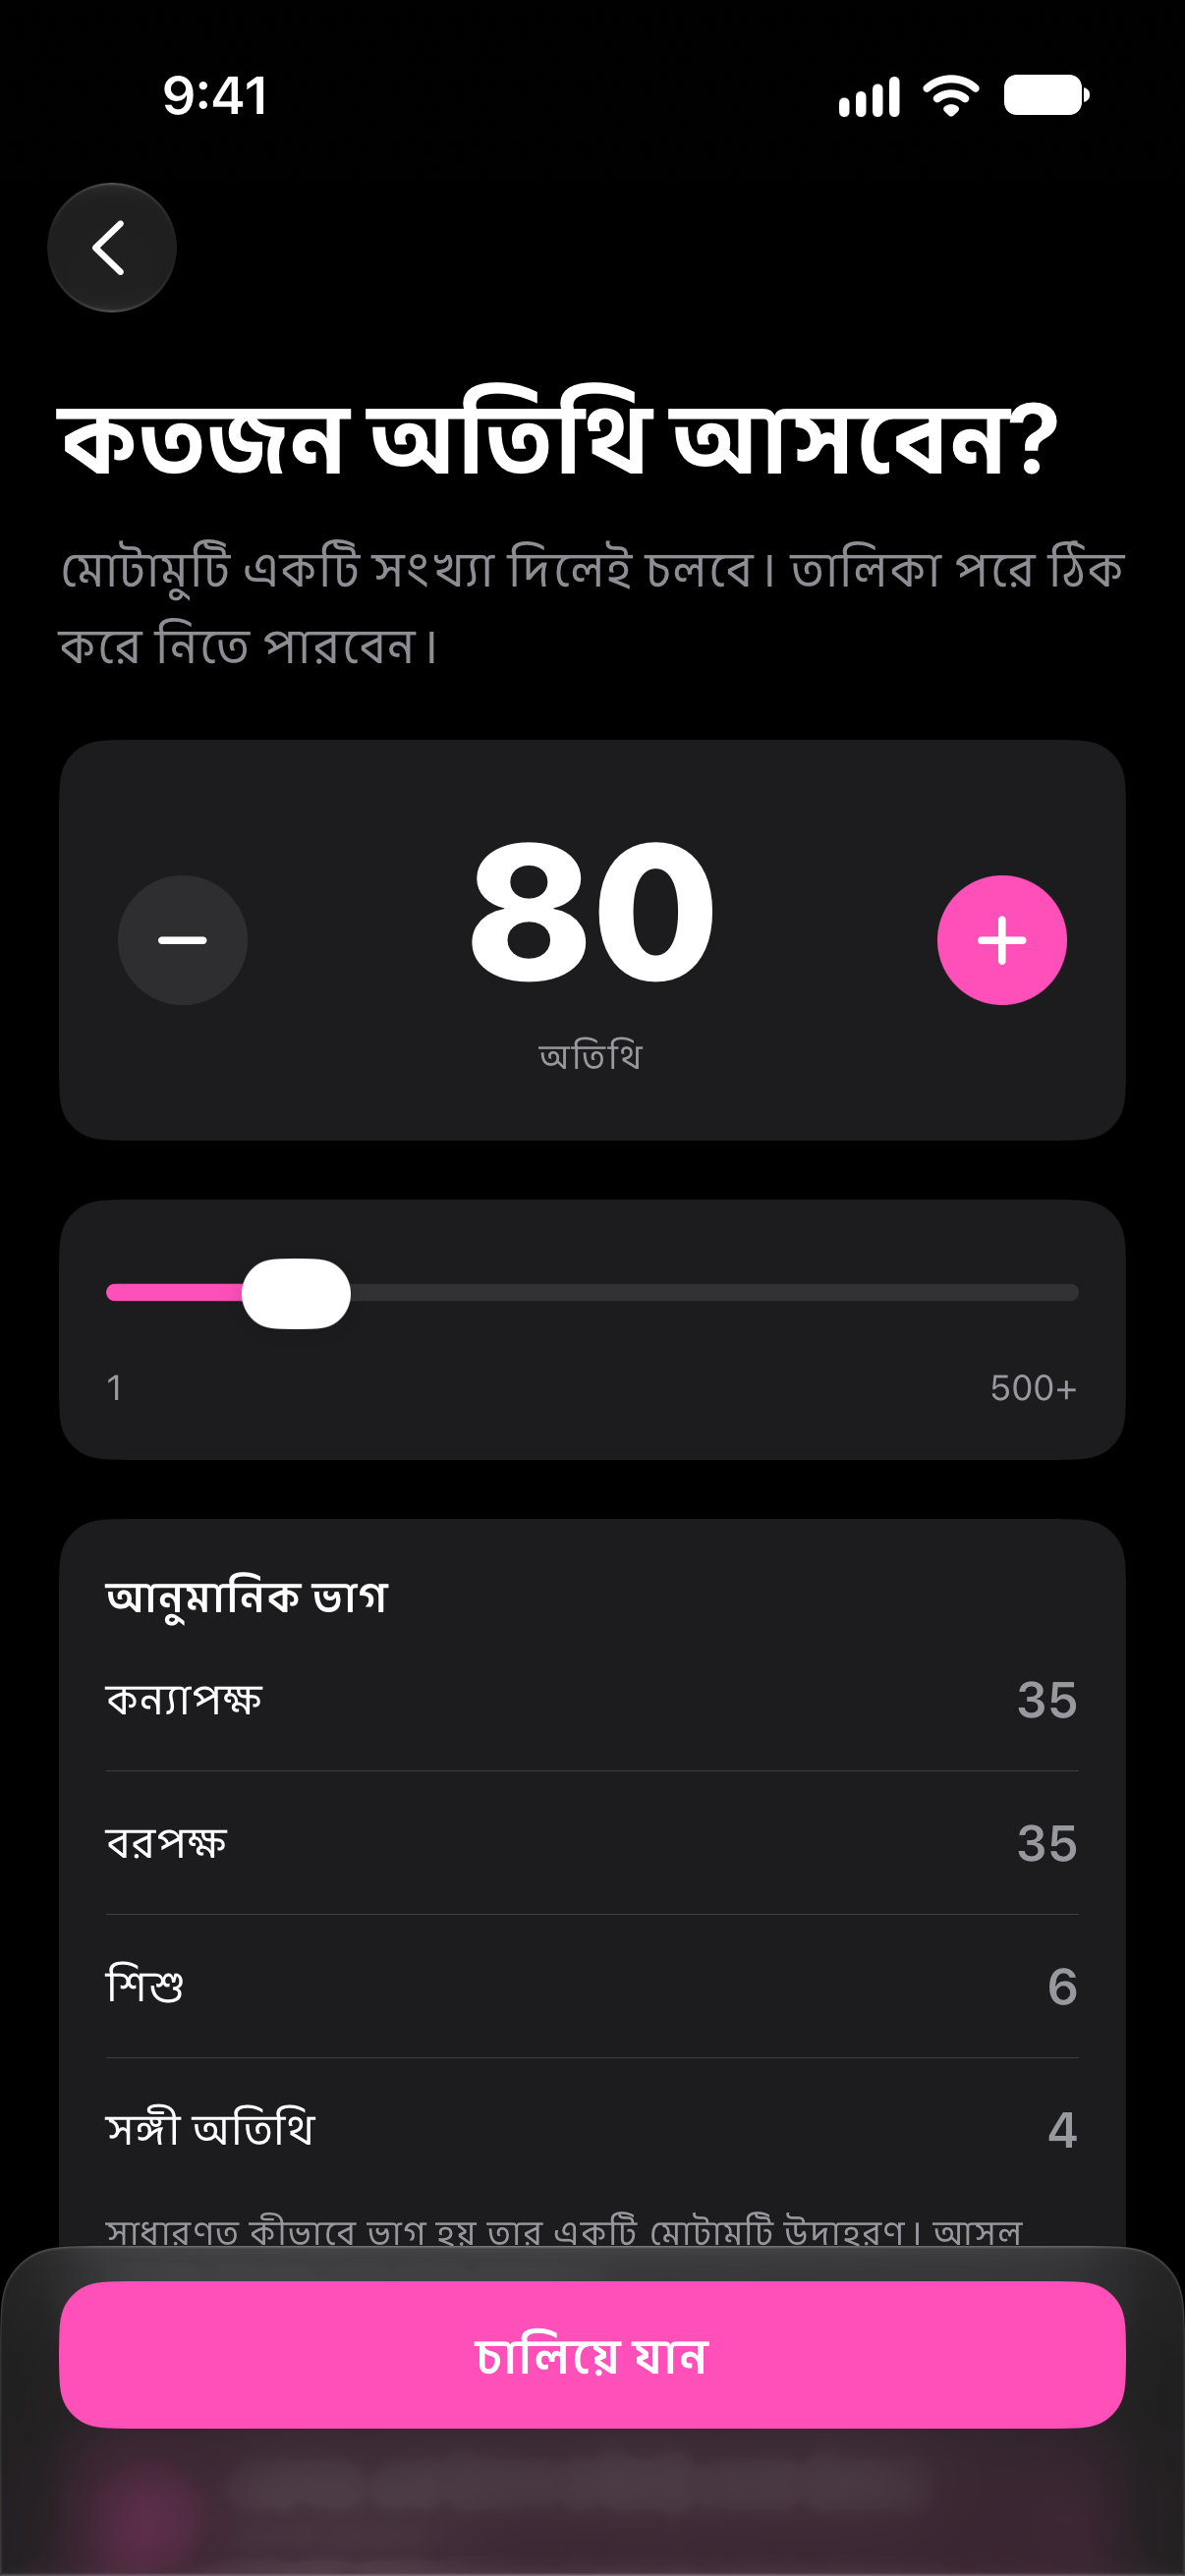 9:41
কতজন অতিথি আসবেন?
মোটামুটি একটি সংখ্যা দিলেই চলবে। তালিকা পরে ঠিক
করে নিতে পারবেন।
80
অতিথি
1
500+
আনুমানিক ভাগ
কন্যাপক্ষ
35
বরপক্ষ
35
শিশু
6
সঙ্গী অতিথি
4
সাধারণত কীভাবে ভাগ হয় তার একটি মোটামুটি উদাহরণ। আসল
চালিয়ে যান